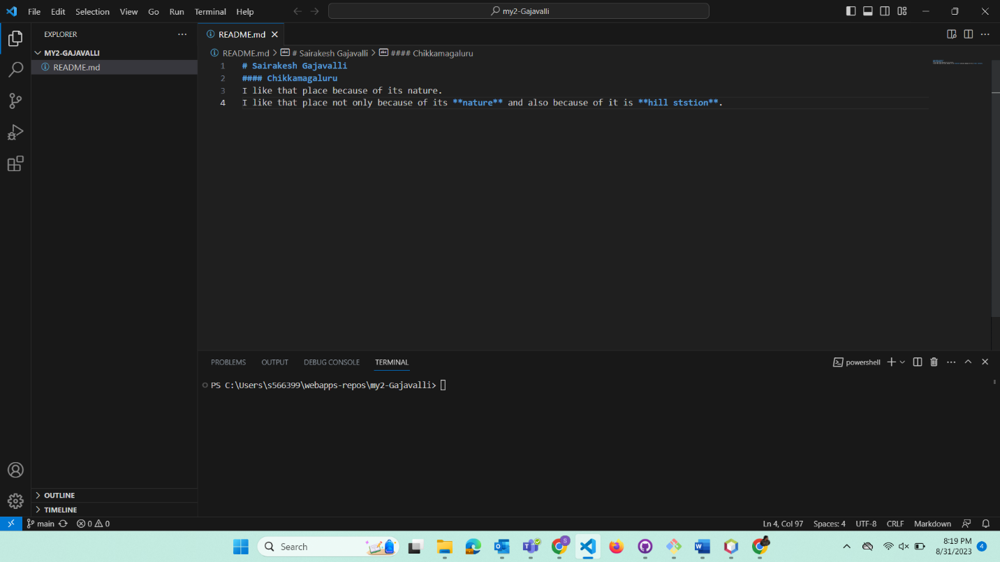 File Edit Selection View Go Run Terminal Help
my2-Gajavalli
EXPLORER
MY2-GAJAVALLI
README.md
README.md
README.md > # Sairakesh Gajavalli > #### Chikkamagaluru
1 # Sairakesh Gajavalli
2 #### Chikkamagaluru
3 I like that place because of its nature.
4 I like that place not only because of its **nature** and also because of it is **hill ststion**.
PROBLEMS OUTPUT DEBUG CONSOLE TERMINAL
powershell
PS C:\Users\s566399\webapps-repos\my2-Gajavalli>
OUTLINE
TIMELINE
main 0 0
Ln 4, Col 97 Spaces: 4 UTF-8 CRLF Markdown
Search
S
8:19 PM
8/31/2023
4